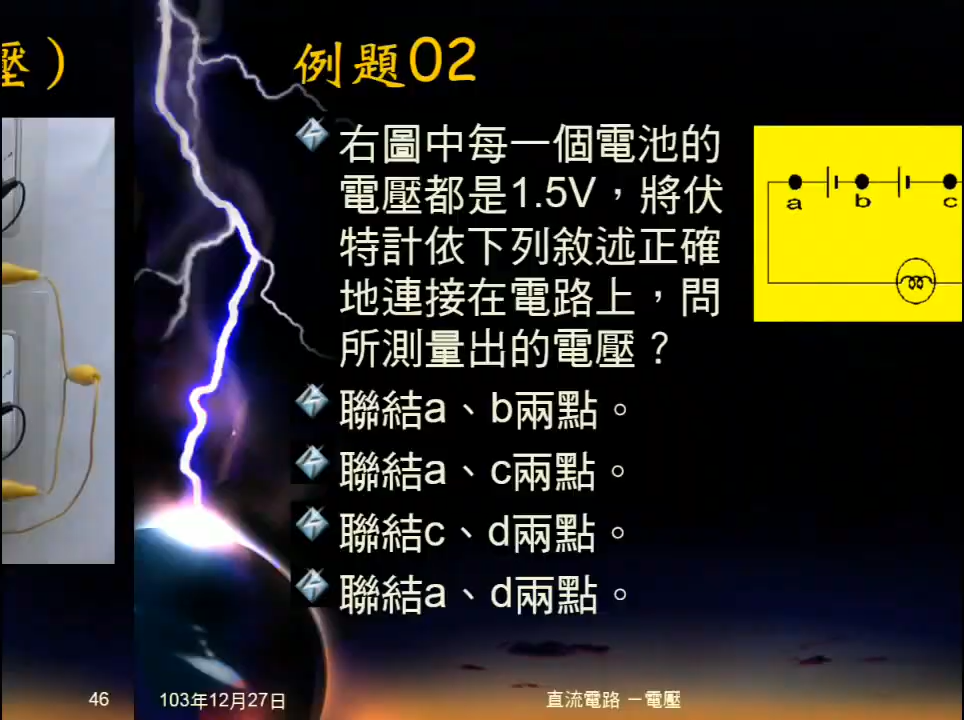 壓）
例題02
右圖中每一個電池的
電壓都是1.5V，將伏
特計依下列敘述正確
地連接在電路上，問
所測量出的電壓？
聯結a、b兩點。
聯結a、c兩點。
聯結c、d兩點。
聯結a、d兩點。
a b c
46 103年12月27日 直流電路 －電壓